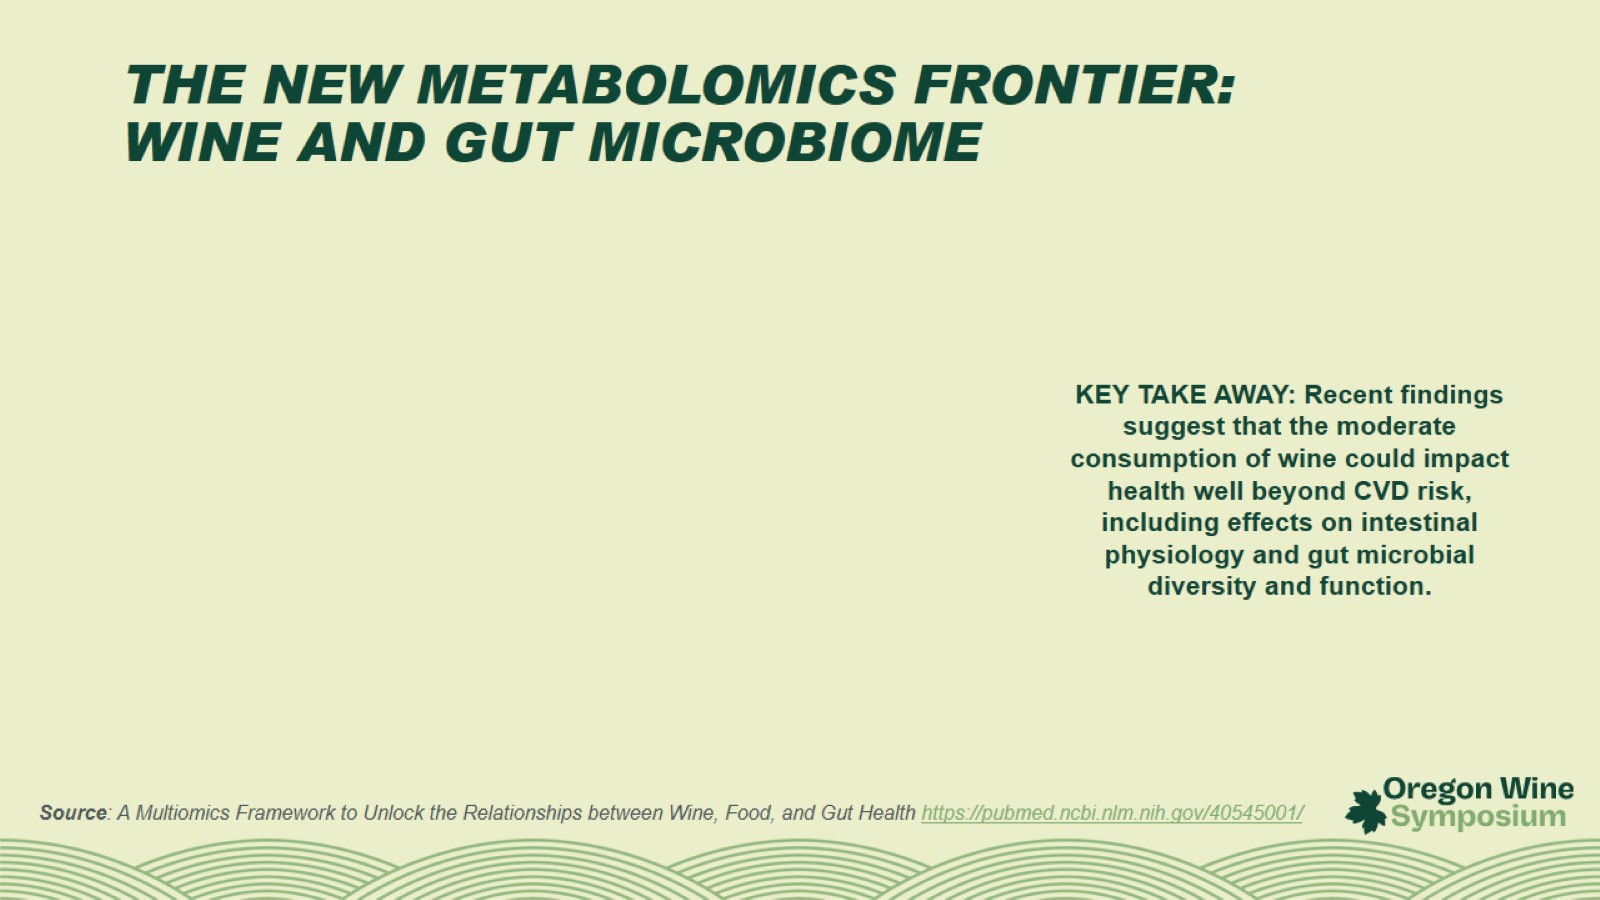 THE NEW METABOLOMICS FRONTIER:
WINE AND GUT MICROBIOME
KEY TAKE AWAY: Recent findings
suggest that the moderate
consumption of wine could impact
health well beyond CVD risk,
including effects on intestinal
physiology and gut microbial
diversity and function.
Source: A Multiomics Framework to Unlock the Relationships between Wine, Food, and Gut Health https://pubmed.ncbi.nlm.nih.gov/40545001/
Oregon Wine
Symposium